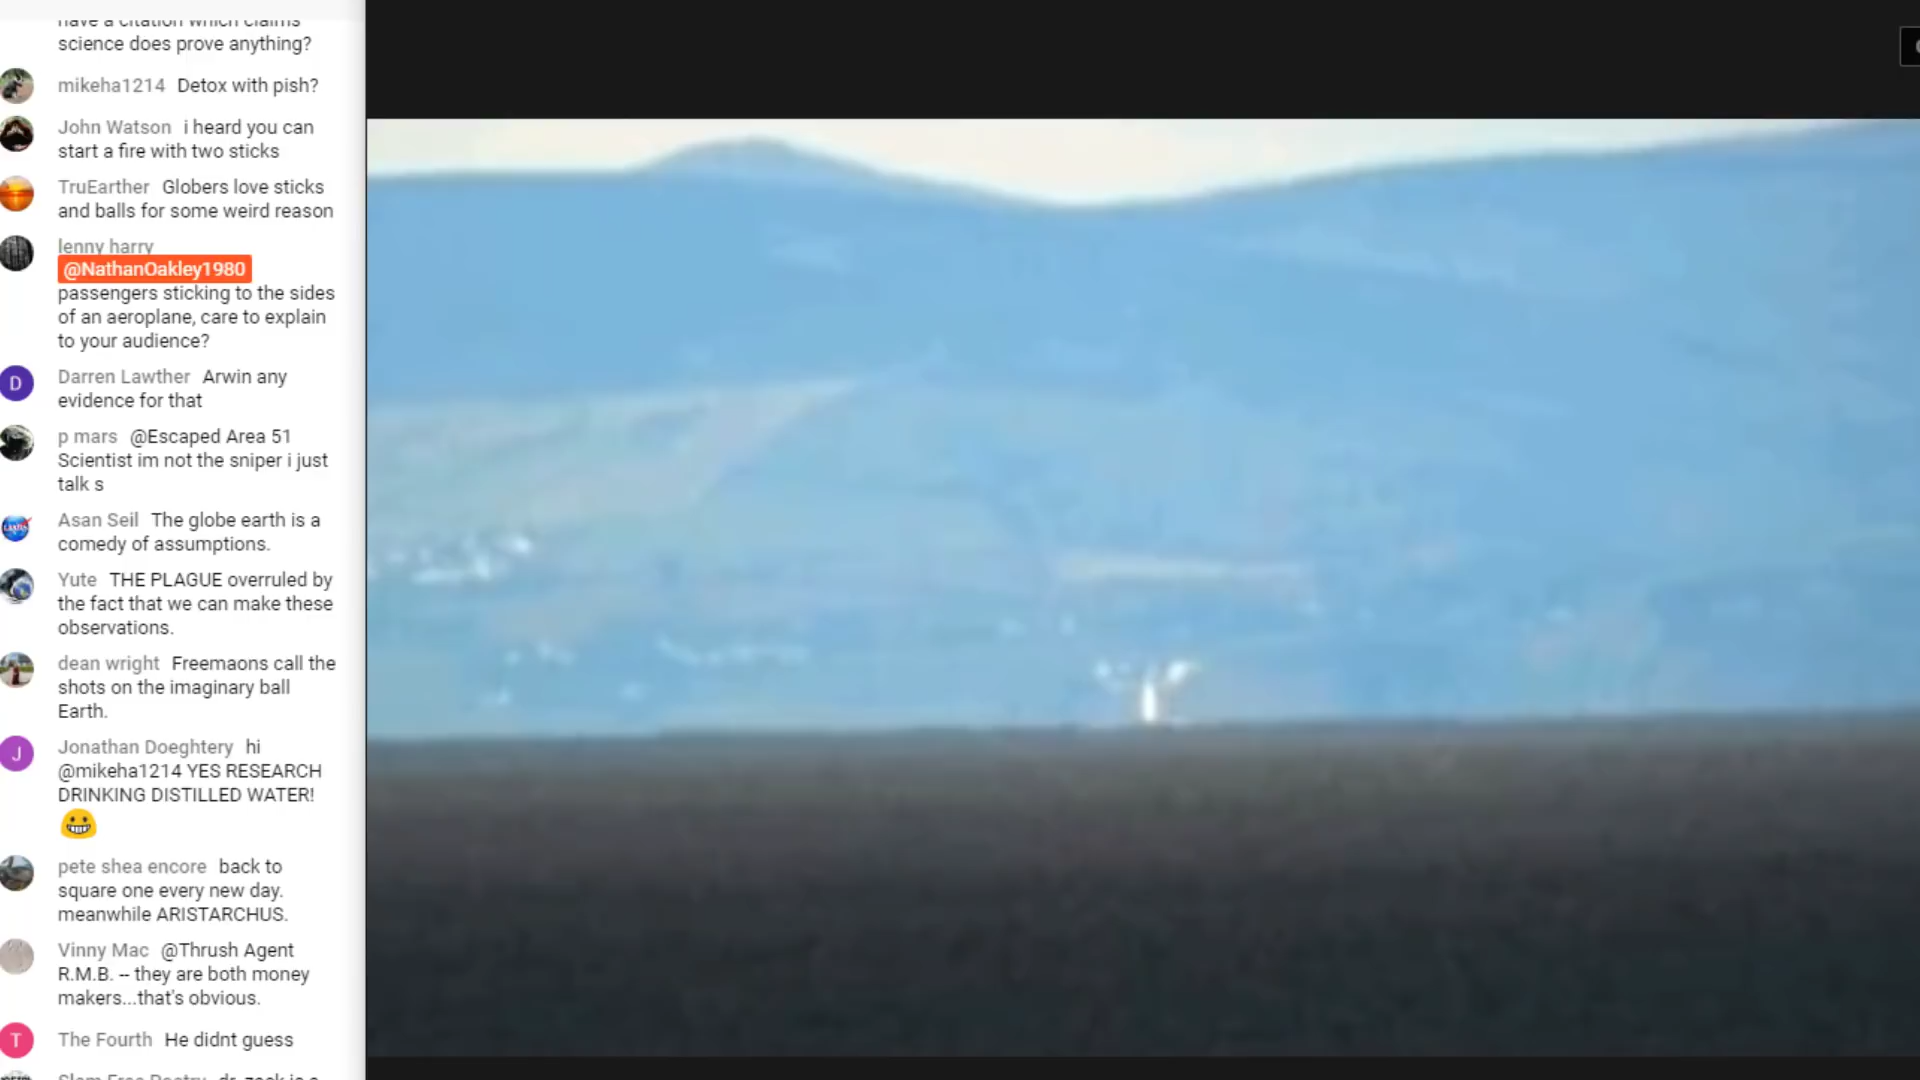 have a citation which claims
science does prove anything?
mikeha1214 Detox with pish?
John Watson i heard you can
start a fire with two sticks
TruEarther Globers love sticks
and balls for some weird reason
lenny harry
@NathanOakley1980
passengers sticking to the sides
of an aeroplane, care to explain
to your audience?
D Darren Lawther Arwin any
evidence for that
p mars @Escaped Area 51
Scientist im not the sniper i just
talk s
Asan Seil The globe earth is a
comedy of assumptions.
Yute THE PLAGUE overruled by
the fact that we can make these
observations.
dean wright Freemaons call the
shots on the imaginary ball
Earth.
J Jonathan Doeghtery hi
@mikeha1214 YES RESEARCH
DRINKING DISTILLED WATER!
pete shea encore back to
square one every new day.
meanwhile ARISTARCHUS.
Vinny Mac @Thrush Agent
R.M.B. -- they are both money
makers...that's obvious.
T The Fourth He didnt guess